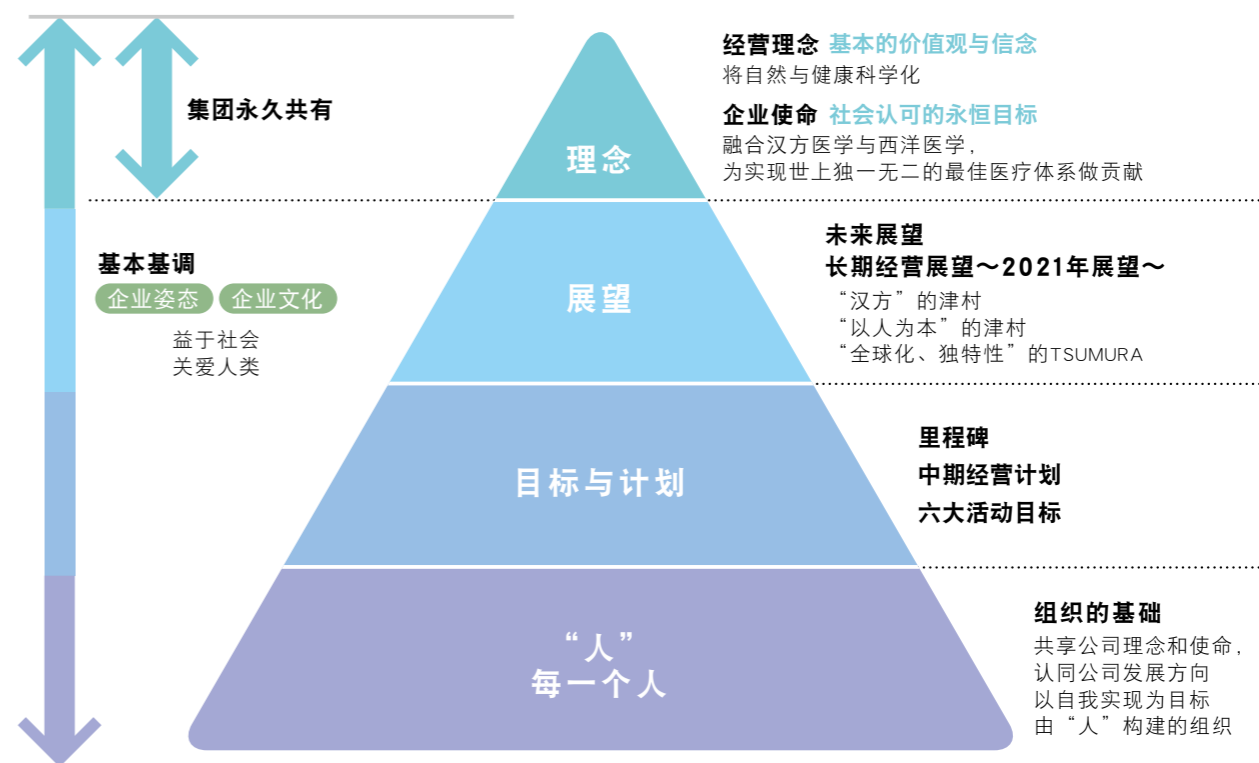 经营理念 基本的价值观与信念
将自然与健康科学化
集团永久共有
企业使命 社会认可的永恒目标
融合汉方医学与西洋医学，
为实现世上独一无二的最佳医疗体系做贡献
理念
基本基调
企业姿态 企业文化
益于社会
关爱人类
展望
未来展望
长期经营展望～2021年展望～
“汉方”的津村
“以人为本”的津村
“全球化、独特性”的TSUMURA
目标与计划
里程碑
中期经营计划
六大活动目标
“人”
每一个人
组织的基础
共享公司理念和使命，
认同公司发展方向
以自我实现为目标
由“人”构建的组织